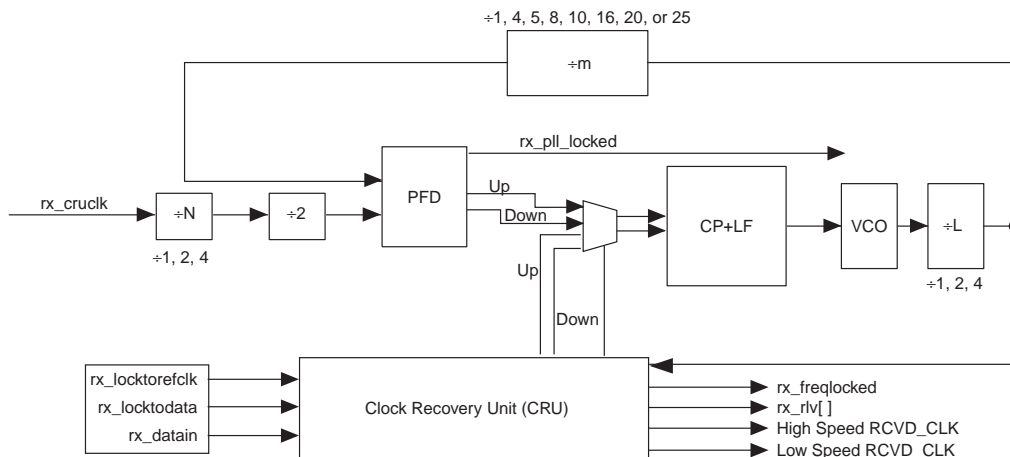 ÷1, 4, 5, 8, 10, 16, 20, or 25
÷m
rx_pll_locked
PFD
Up
Down
rx_cruclk
÷N
÷2
÷1, 2, 4
CP+LF
VCO
÷L
÷1, 2, 4
Up
Down
rx_locktorefclk
rx_locktodata
rx_datain
Clock Recovery Unit (CRU)
rx_freqlocked
rx_rlv[ ]
High Speed RCVD_CLK
Low Speed RCVD_CLK